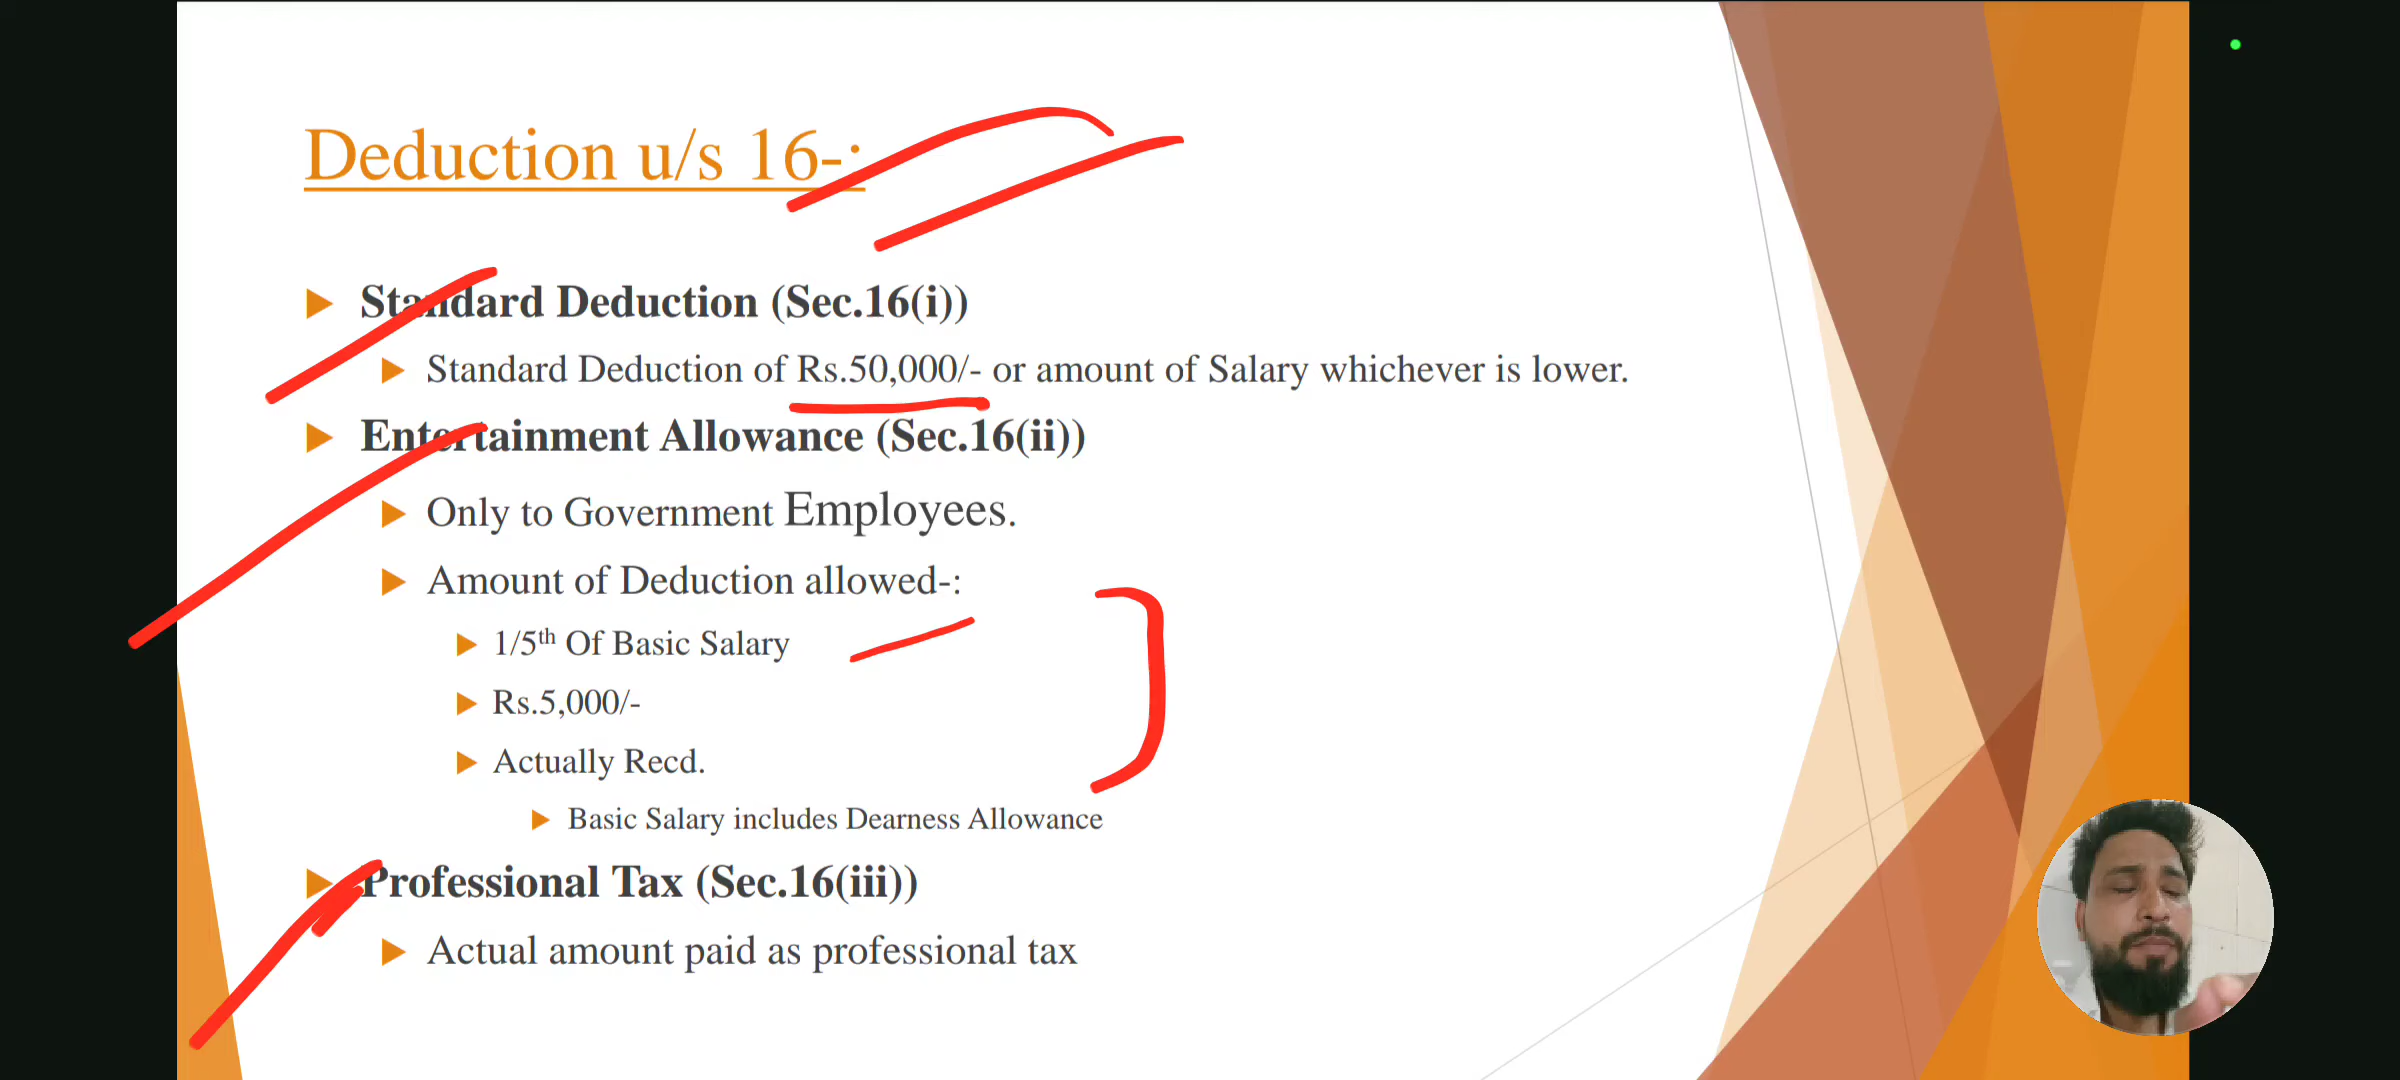 Deduction u/s 16-:
Standard Deduction (Sec.16(i))
Standard Deduction of Rs.50,000/- or amount of Salary whichever is lower.
Entertainment Allowance (Sec.16(ii))
Only to Government Employees.
Amount of Deduction allowed-:
1/5th Of Basic Salary
Rs.5,000/-
Actually Recd.
Basic Salary includes Dearness Allowance
Professional Tax (Sec.16(iii))
Actual amount paid as professional tax